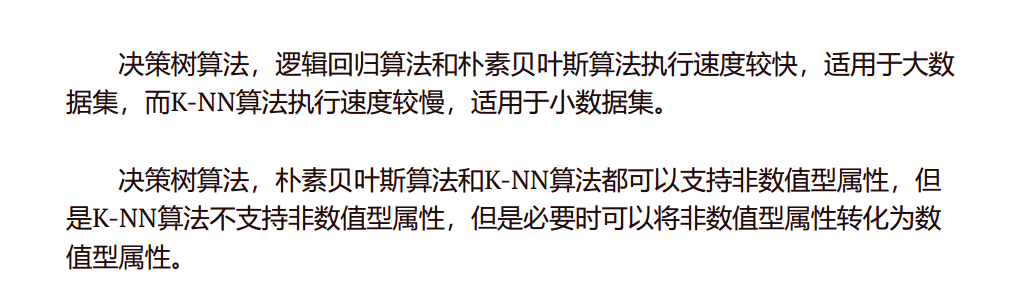 决策树算法，逻辑回归算法和朴素贝叶斯算法执行速度较快，适用于大数
据集，而K-NN算法执行速度较慢，适用于小数据集。
决策树算法，朴素贝叶斯算法和K-NN算法都可以支持非数值型属性，但
是K-NN算法不支持非数值型属性，但是必要时可以将非数值型属性转化为数
值型属性。